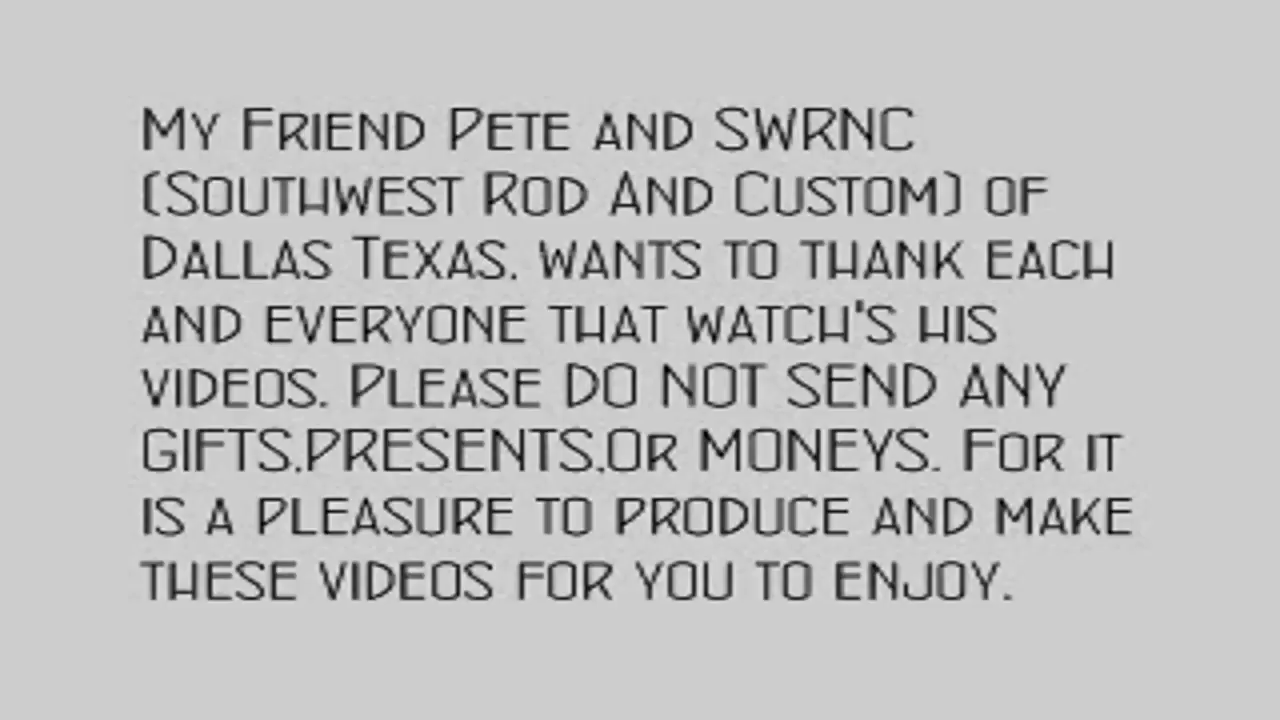 My Friend Pete and SWRNC
(Southwest Rod And Custom) of
Dallas Texas. wants to thank each
and everyone that watch's his
videos. Please DO NOT SEND ANY
GIFTS.PRESENTS.Or MONEYS. For it
is a pleasure to produce and make
these videos for you to enjoy.